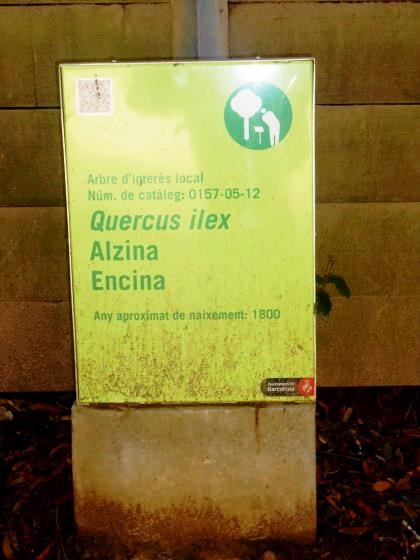 Arbre d'interès local
Núm. de catàleg: 0157-05-12
Quercus ilex
Alzina
Encina
Any aproximat de naixement: 1800
Ajuntament de
Barcelona